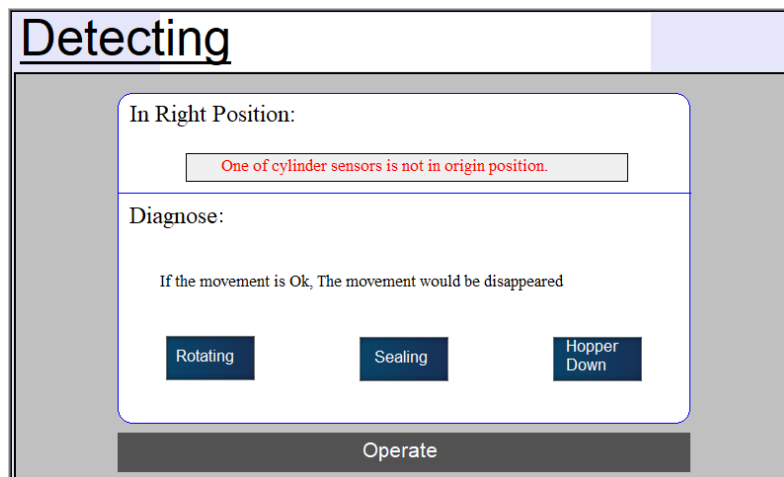 Detecting
In Right Position:
One of cylinder sensors is not in origin position.
Diagnose:
If the movement is Ok, The movement would be disappeared
Rotating
Sealing
Hopper
Down
Operate